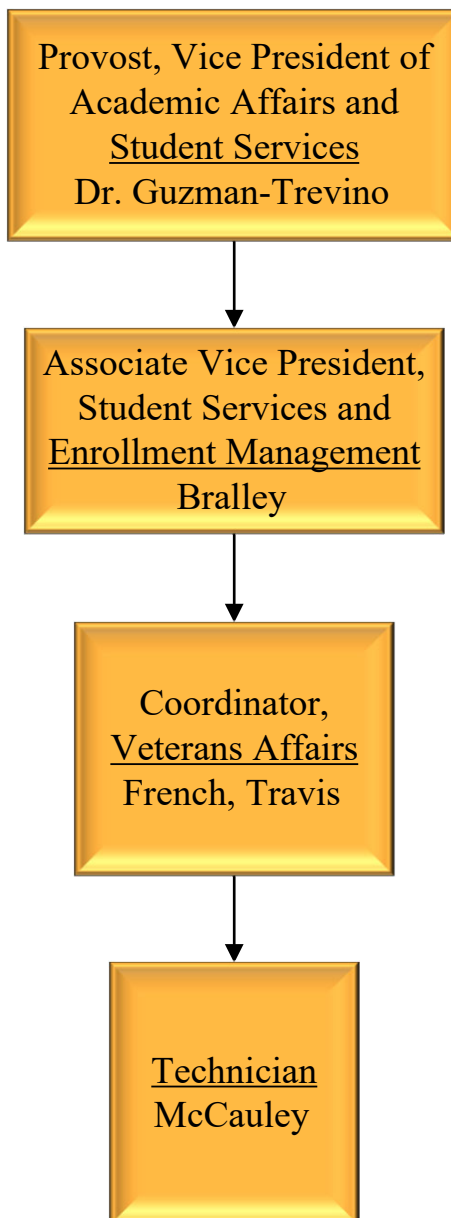 Provost, Vice President of
Academic Affairs and
Student Services
Dr. Guzman-Trevino
Associate Vice President,
Student Services and
Enrollment Management
Bralley
Coordinator,
Veterans Affairs
French, Travis
Technician
McCauley